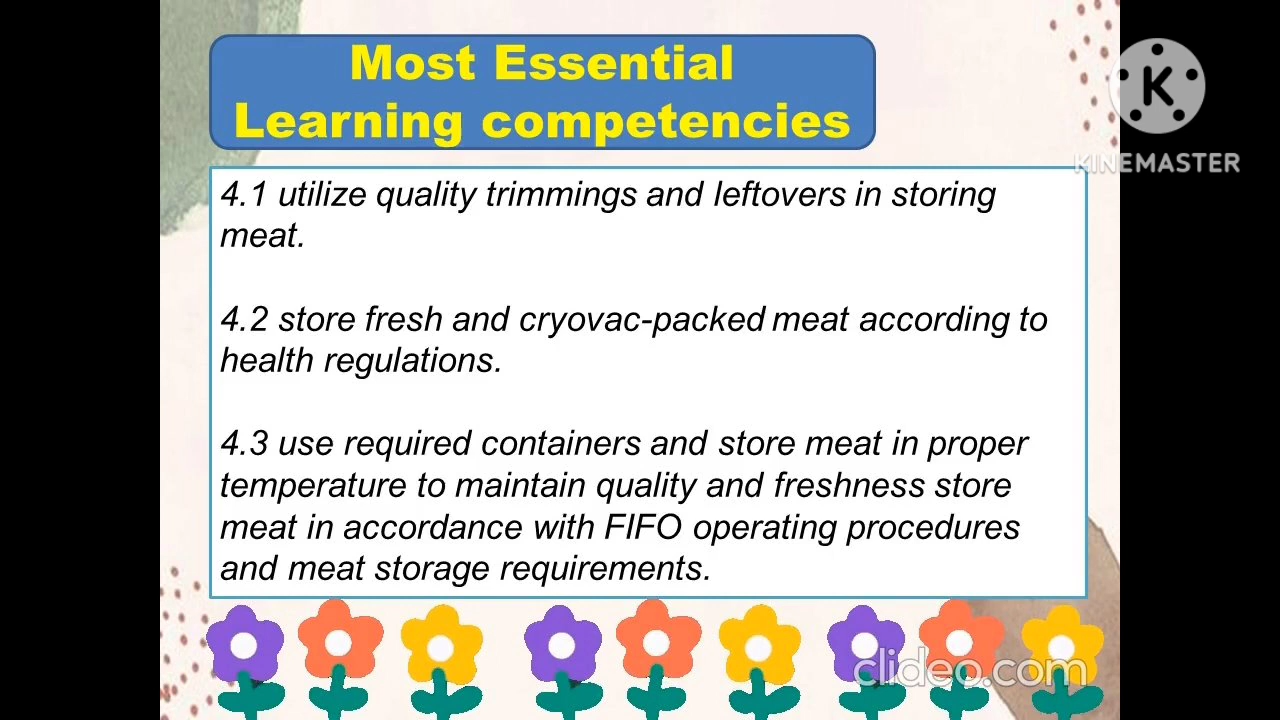 Most Essential
Learning competencies
K
KINEMASTER
4.1 utilize quality trimmings and leftovers in storing
meat.
4.2 store fresh and cryovac-packed meat according to
health regulations.
4.3 use required containers and store meat in proper
temperature to maintain quality and freshness store
meat in accordance with FIFO operating procedures
and meat storage requirements.
clideo.com